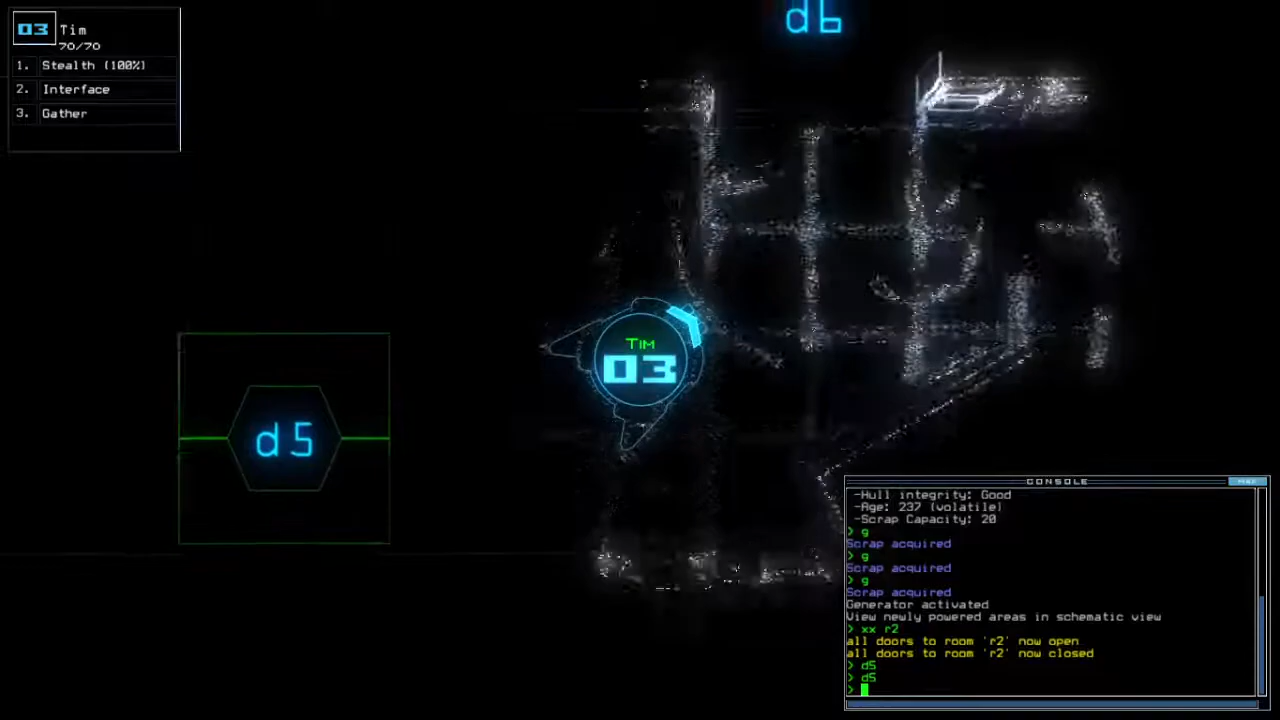 03 Tim
70/70
1. Stealth (100%)
2. Interface
3. Gather
d6
Tim
03
d5
CONSOLE
-Hull integrity: Good
-Age: 237 (volatile)
-Scrap Capacity: 20
> g
Scrap acquired
> g
Scrap acquired
> g
Scrap acquired
Generator activated
View newly powered areas in schematic view
> xx r2
all doors to room 'r2' now open
all doors to room 'r2' now closed
> d5
> d5
>